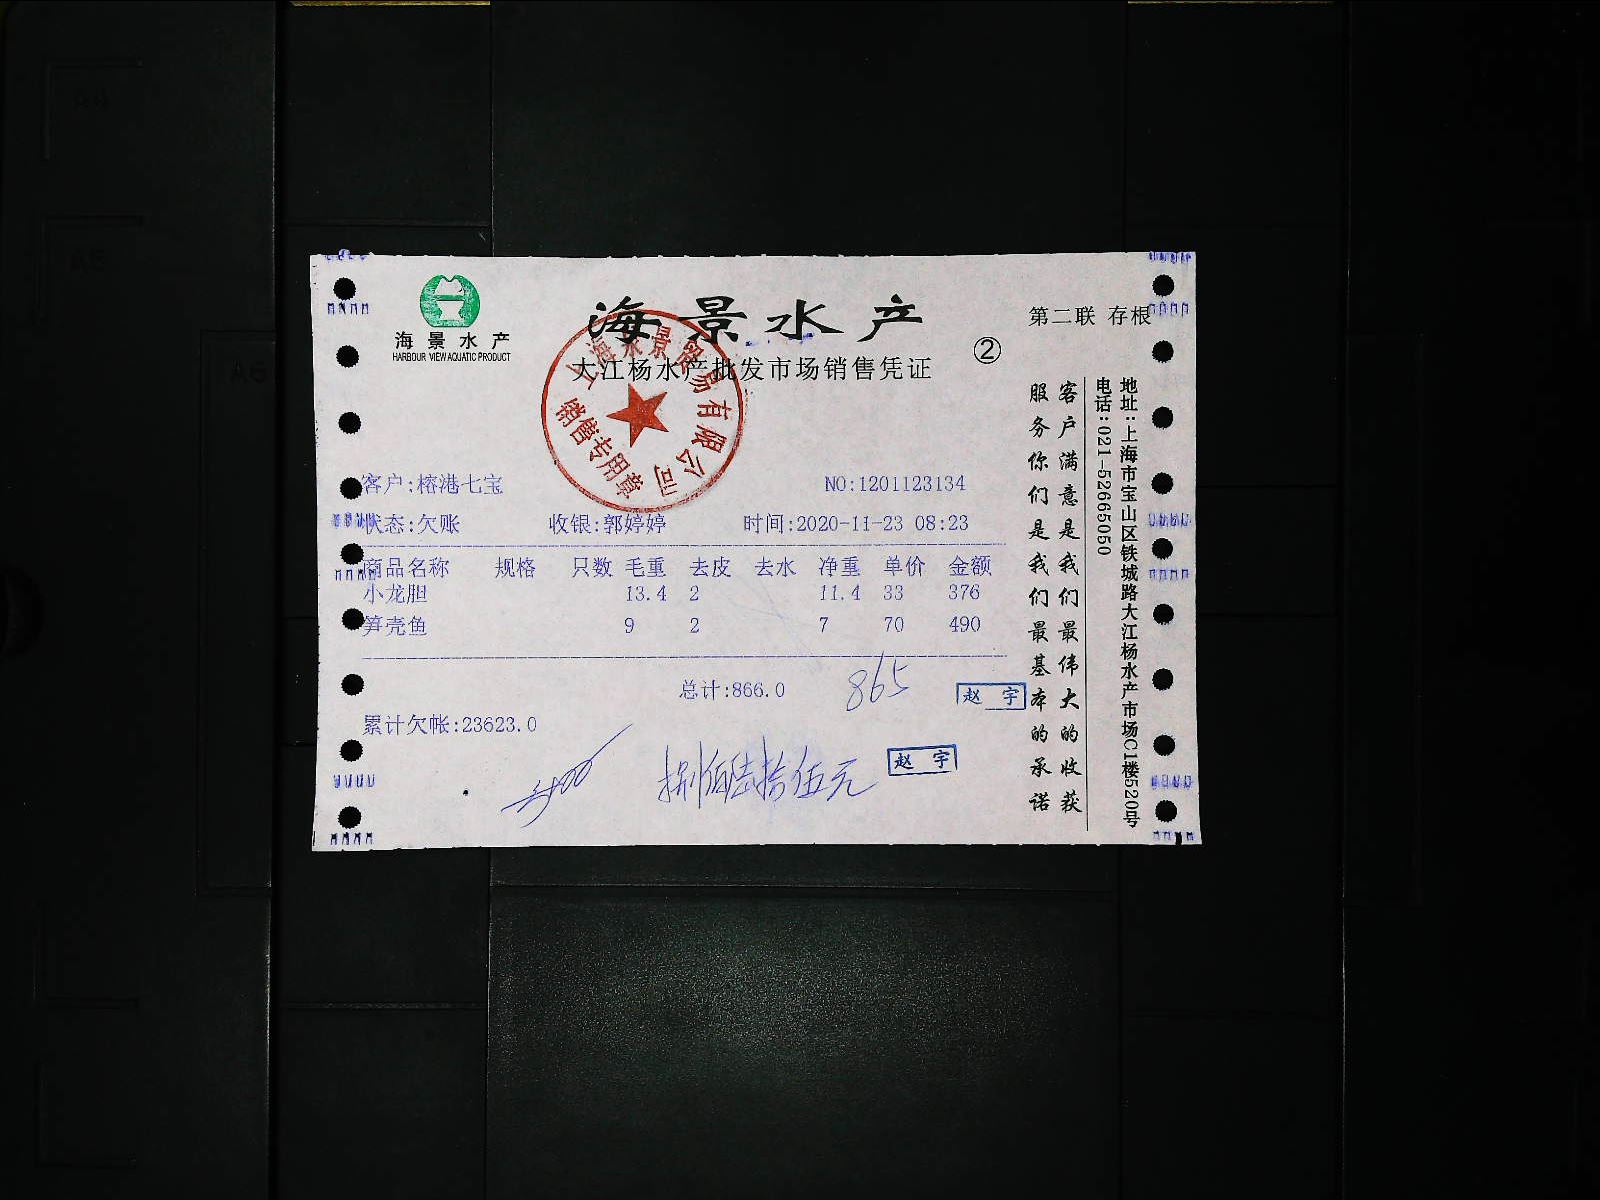 海景水产
HARBOUR VIEW AQUATIC PRODUCT
海景水产
大江杨水产批发市场销售凭证
②
第二联 存根
上海水景贸易有限公司
销售专用章
客户:榕港七宝
NO:1201123134
状态:欠账 收银:郭婷婷 时间:2020-11-23 08:23
商品名称 规格 只数 毛重 去皮 去水 净重 单价 金额
小龙胆 13.4 2 11.4 33 376
笋壳鱼 9 2 7 70 490
总计:866.0
865
赵宇
累计欠帐:23623.0
捌佰陆拾伍元
赵宇
客户满意是我们最伟大的收获
服务你们是我们最基本的承诺
地址:上海市宝山区铁城路大江杨水产市场C1楼520号
电话:021-52665050
A6